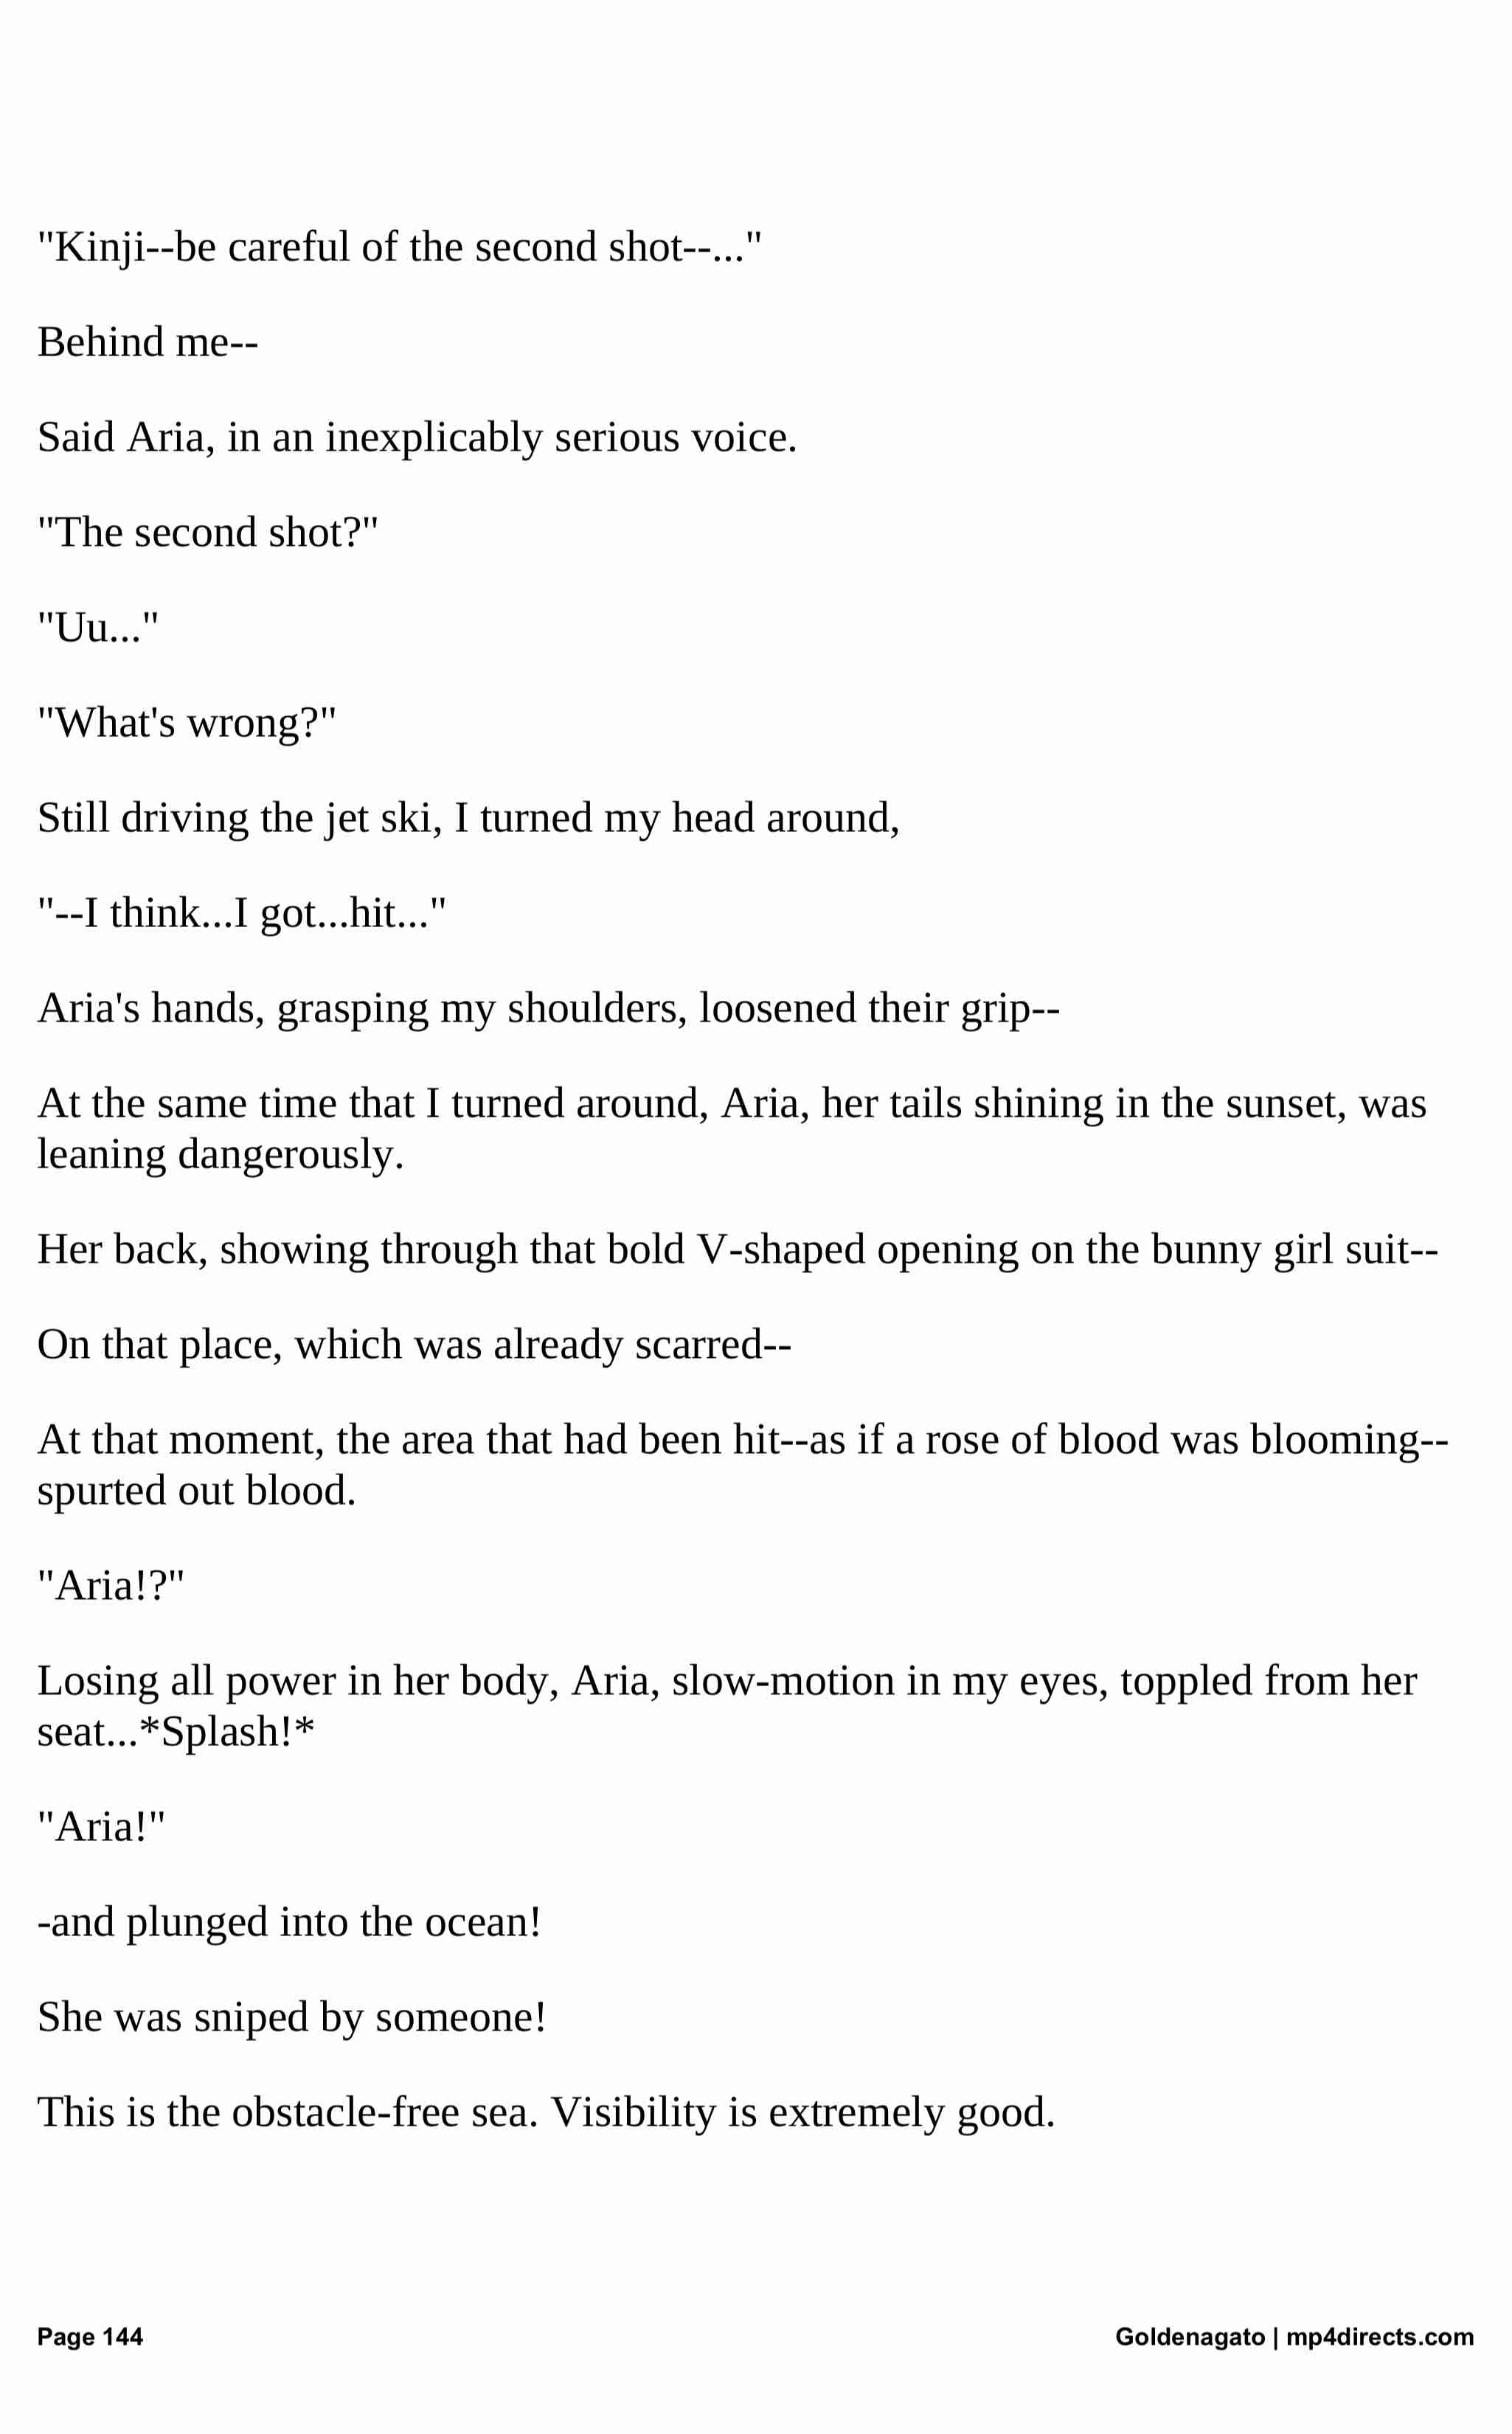 "Kinji--be careful of the second shot--..."
Behind me--
Said Aria, in an inexplicably serious voice.
"The second shot?"
"Uu..."
"What's wrong?"
Still driving the jet ski, I turned my head around,
"--I think...I got...hit..."
Aria's hands, grasping my shoulders, loosened their grip--
At the same time that I turned around, Aria, her tails shining in the sunset, was
leaning dangerously.
Her back, showing through that bold V-shaped opening on the bunny girl suit--
On that place, which was already scarred--
At that moment, the area that had been hit--as if a rose of blood was blooming--
spurted out blood.
"Aria!?"
Losing all power in her body, Aria, slow-motion in my eyes, toppled from her
seat...*Splash!*
"Aria!"
-and plunged into the ocean!
She was sniped by someone!
This is the obstacle-free sea. Visibility is extremely good.
Page 144
Goldenagato | mp4directs.com